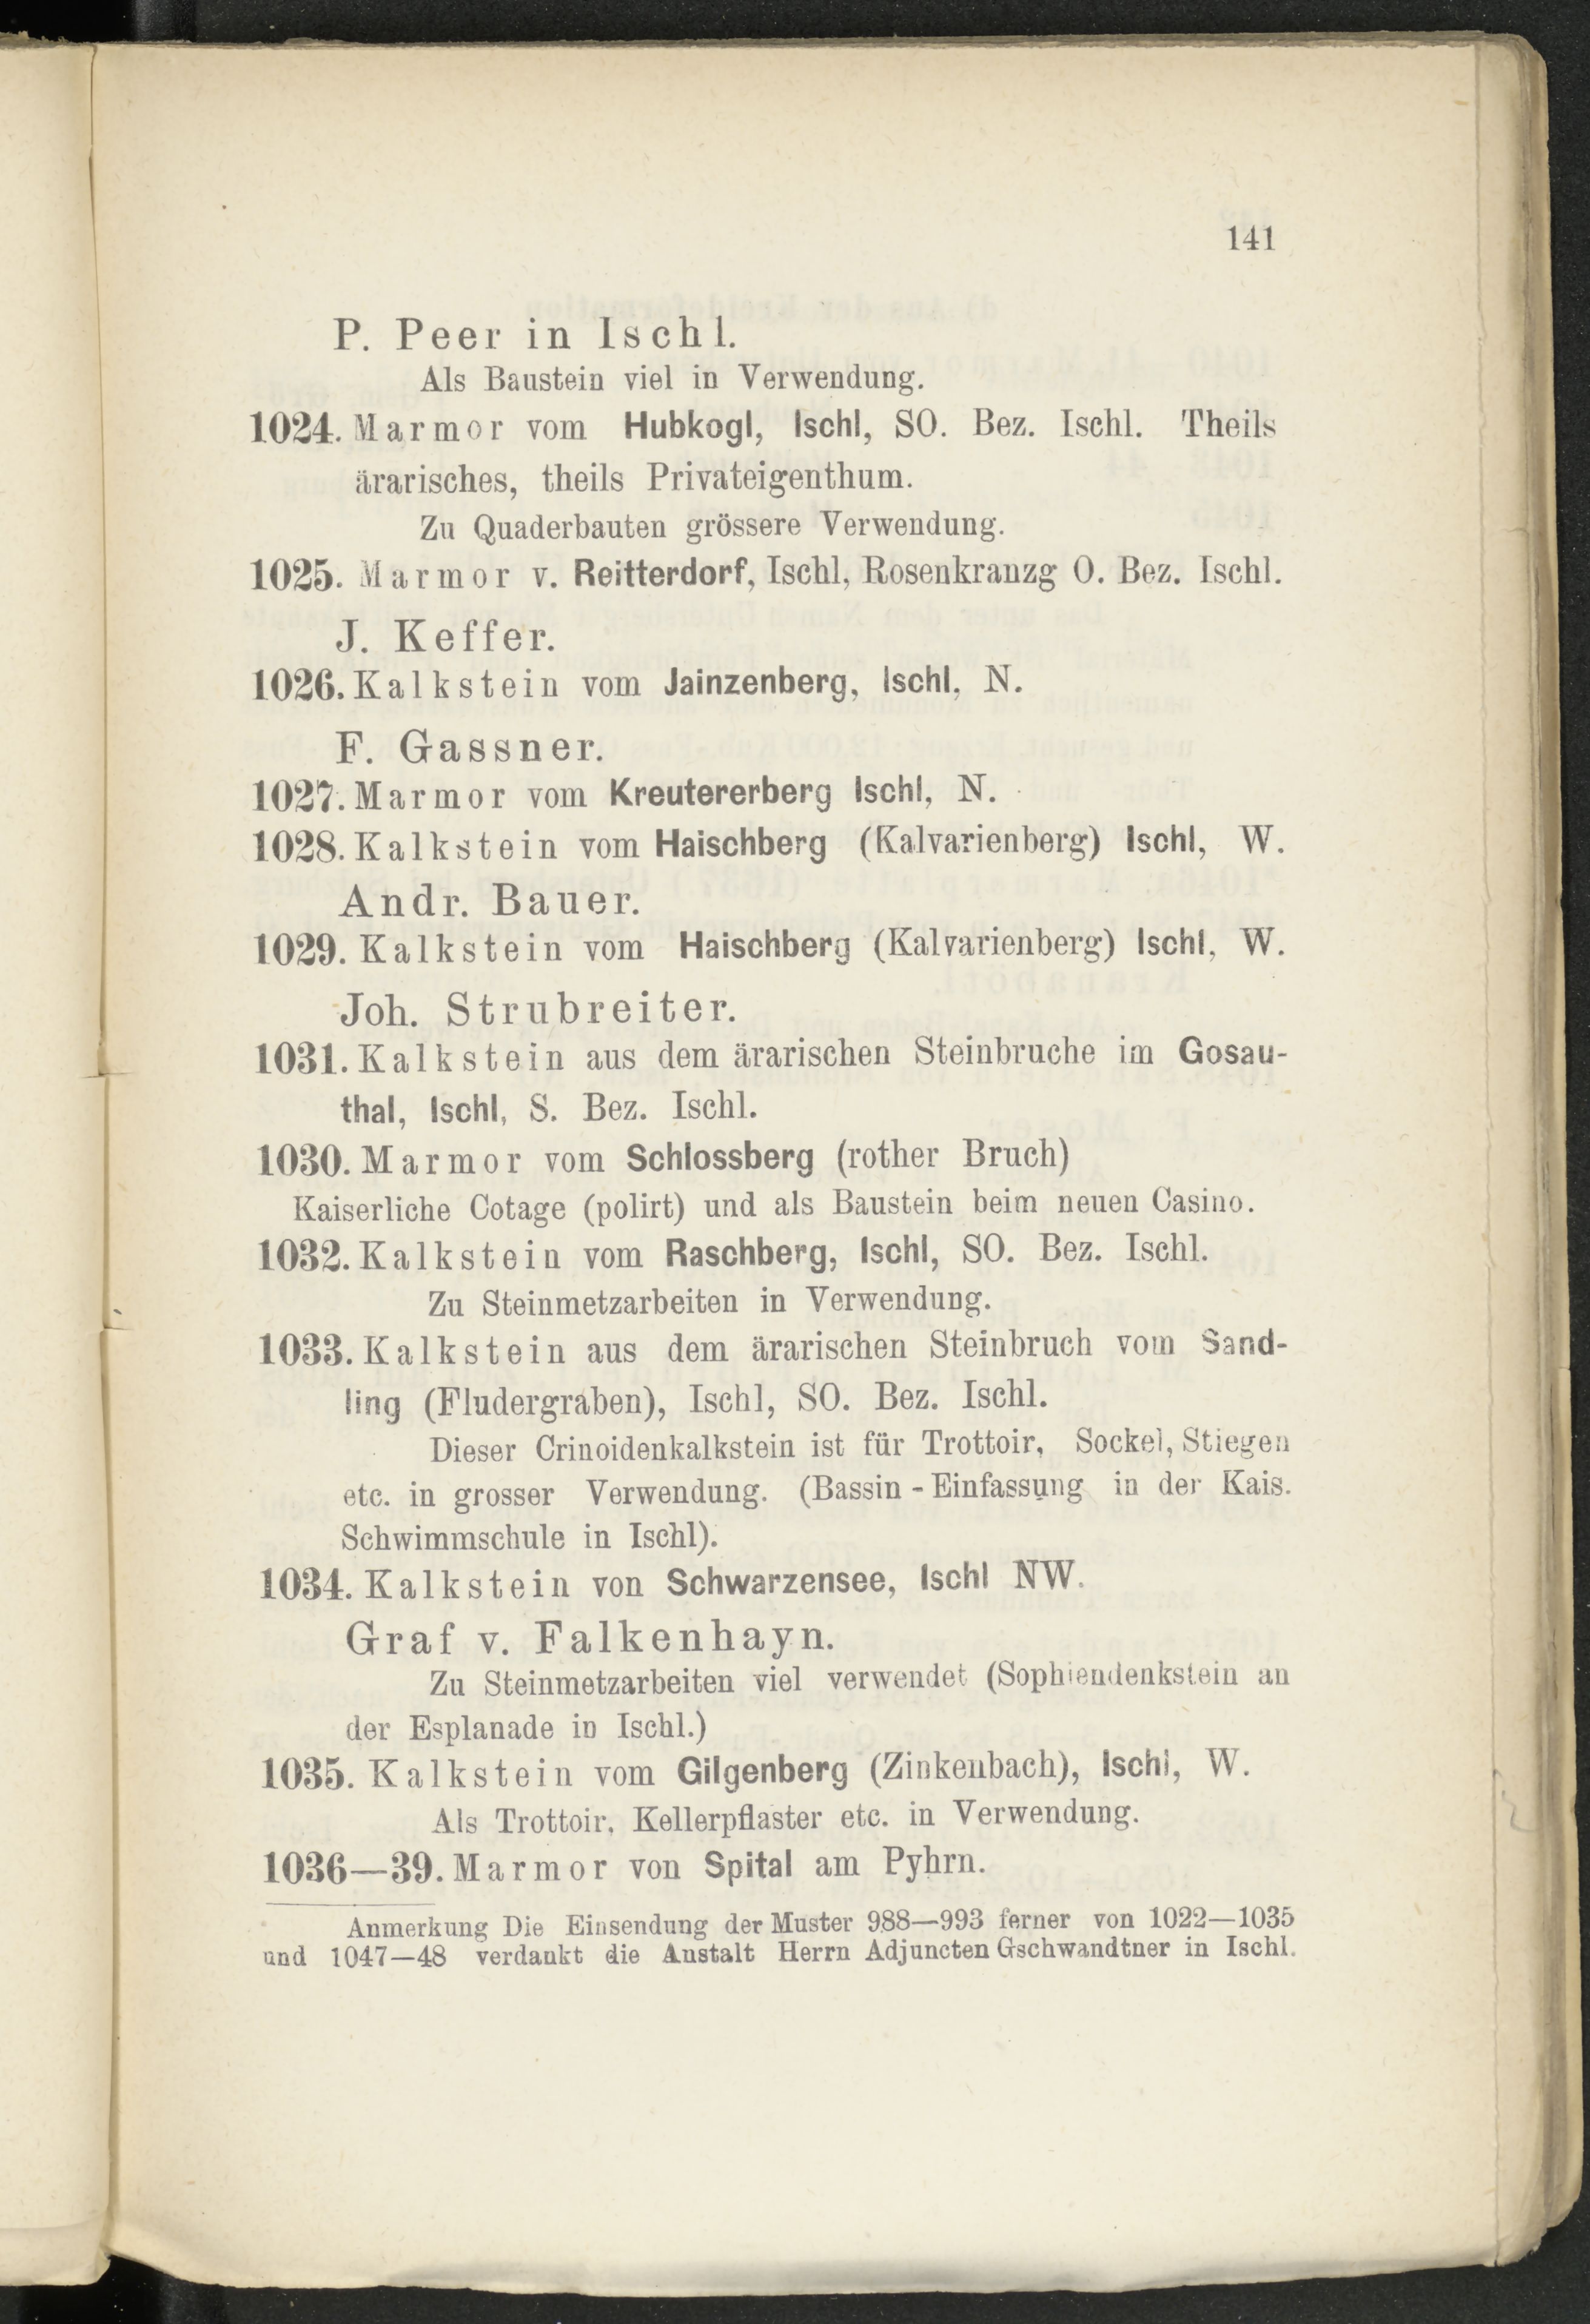 141
P. Peer in Ischl.
Als Baustein viel in Verwendung.
1024. Marmor vom Hubkogl, Ischl, SO. Bez. Ischl. Theils
ärarisches, theils Privateigenthum.
Zu Quaderbauten grössere Verwendung.
1025. Marmor v. Reitterdorf, Ischl, Rosenkranzg O. Bez. Ischl.
J. Keffer.
1026. Kalkstein vom Jainzenberg, Ischl, N.
F. Gassner.
1027. Marmor vom Kreutererberg Ischl, N.
1028. Kalkstein vom Haischberg (Kalvarienberg) Ischl, W.
Andr. Bauer.
1029. Kalkstein vom Haischberg (Kalvarienberg) Ischl, W.
Joh. Strubreiter.
1031. Kalkstein aus dem ärarischen Steinbruche im Gosau-
thal, Ischl, S. Bez. Ischl.
1030. Marmor vom Schlossberg (rother Bruch)
Kaiserliche Cotage (polirt) und als Baustein beim neuen Casino.
1032. Kalkstein vom Raschberg, Ischl, SO. Bez. Ischl.
Zu Steinmetzarbeiten in Verwendung.
1033. Kalkstein aus dem ärarischen Steinbruch vom Sand-
ling (Fludergraben), Ischl, SO. Bez. Ischl.
Dieser Crinoidenkalkstein ist für Trottoir, Sockel, Stiegen
etc. in grosser Verwendung. (Bassin - Einfassung in der Kais.
Schwimmschule in Ischl).
1034. Kalkstein von Schwarzensee, Ischl NW.
Graf v. Falkenhayn.
Zu Steinmetzarbeiten viel verwendet (Sophiendenkstein an
der Esplanade in Ischl.)
1035. Kalkstein vom Gilgenberg (Zinkenbach), Ischl, W.
Als Trottoir, Kellerpflaster etc. in Verwendung.
1036—39. Marmor von Spital am Pyhrn.
Anmerkung Die Einsendung der Muster 988—993 ferner von 1022—1035
und 1047—48 verdankt die Anstalt Herrn Adjuncten Gschwandtner in Ischl.